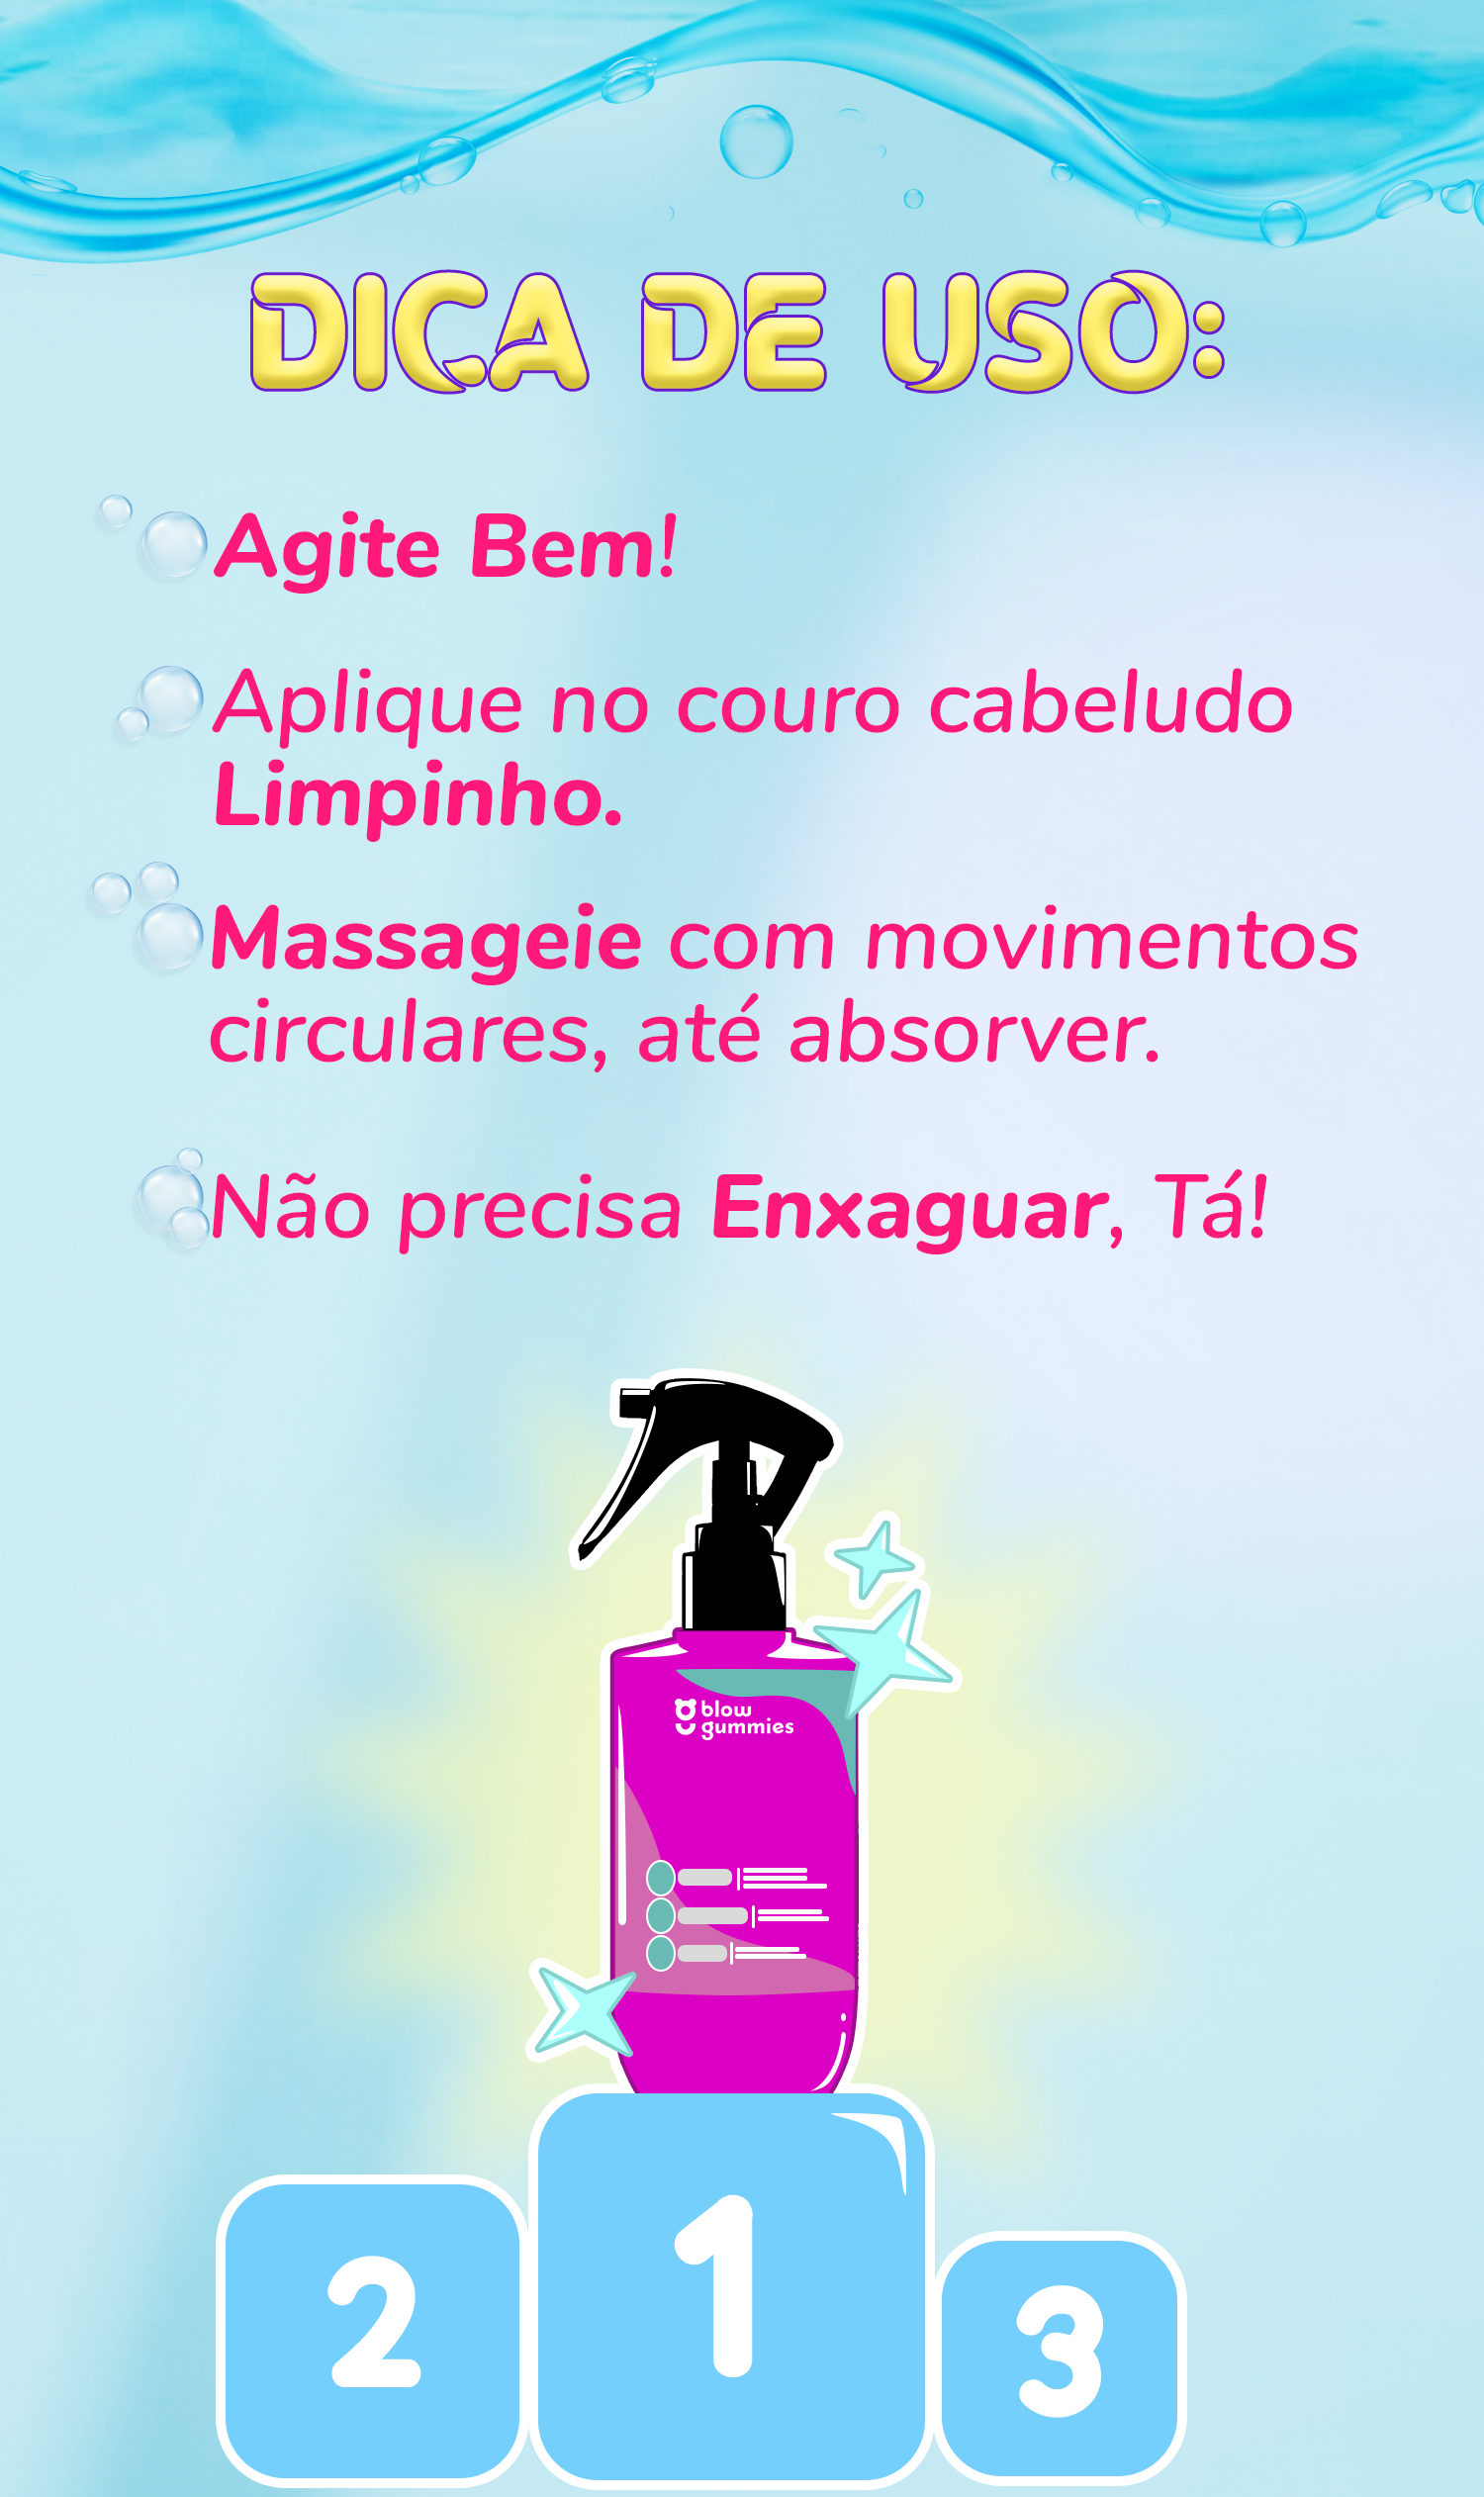 DICA DE USO:
Agite Bem!
Aplique no couro cabeludo
Limpinho.
Massageie com movimentos
circulares, até absorver.
Não precisa Enxaguar, Tá!
blow
gummies
2
1
3